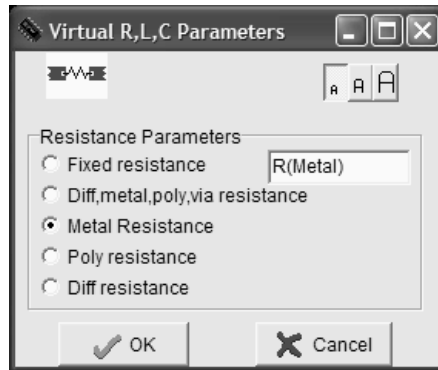 Virtual R,L,C Parameters
A A A
Resistance Parameters
Fixed resistance R(Metal)
Diff,metal,poly,via resistance
Metal Resistance
Poly resistance
Diff resistance
OK Cancel